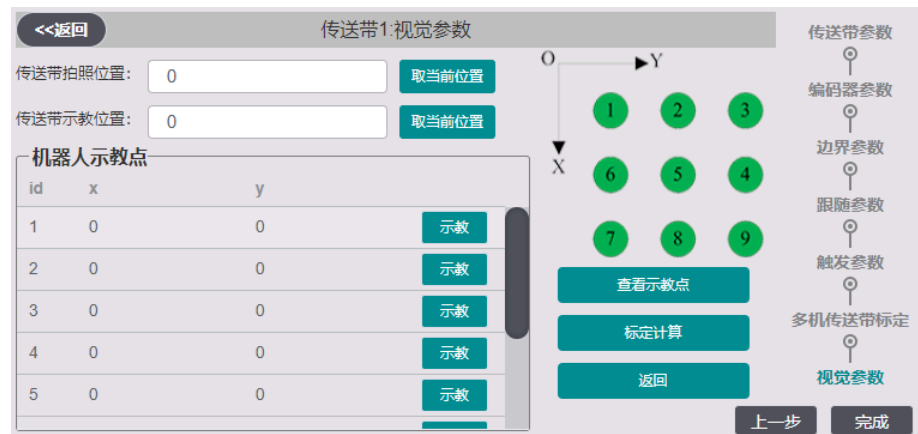 <<返回
传送带1:视觉参数
传送带拍照位置: 0 取当前位置
传送带示教位置: 0 取当前位置
机器人示教点
id x y
1 0 0 示教
2 0 0 示教
3 0 0 示教
4 0 0 示教
5 0 0 示教
O Y
X
1 2 3
6 5 4
7 8 9
查看示教点
标定计算
返回
传送带参数
编码器参数
边界参数
跟随参数
触发参数
多机传送带标定
视觉参数
上一步 完成